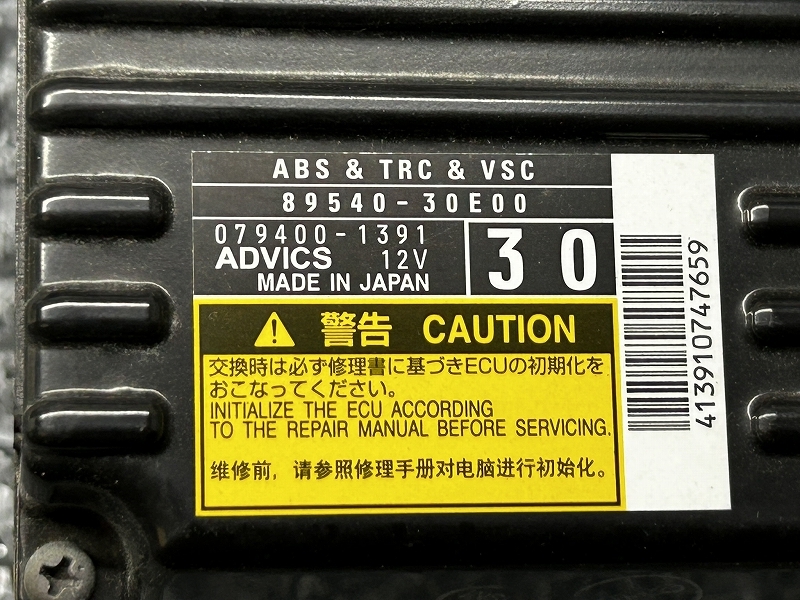 ABS & TRC & VSC
89540-30E00
079400-1391
ADVICS 12V
MADE IN JAPAN
30
警告 CAUTION
交換時は必ず修理書に基づきECUの初期化を
おこなってください。
INITIALIZE THE ECU ACCORDING
TO THE REPAIR MANUAL BEFORE SERVICING.
维修前，请参照修理手册对电脑进行初始化。
413910747659